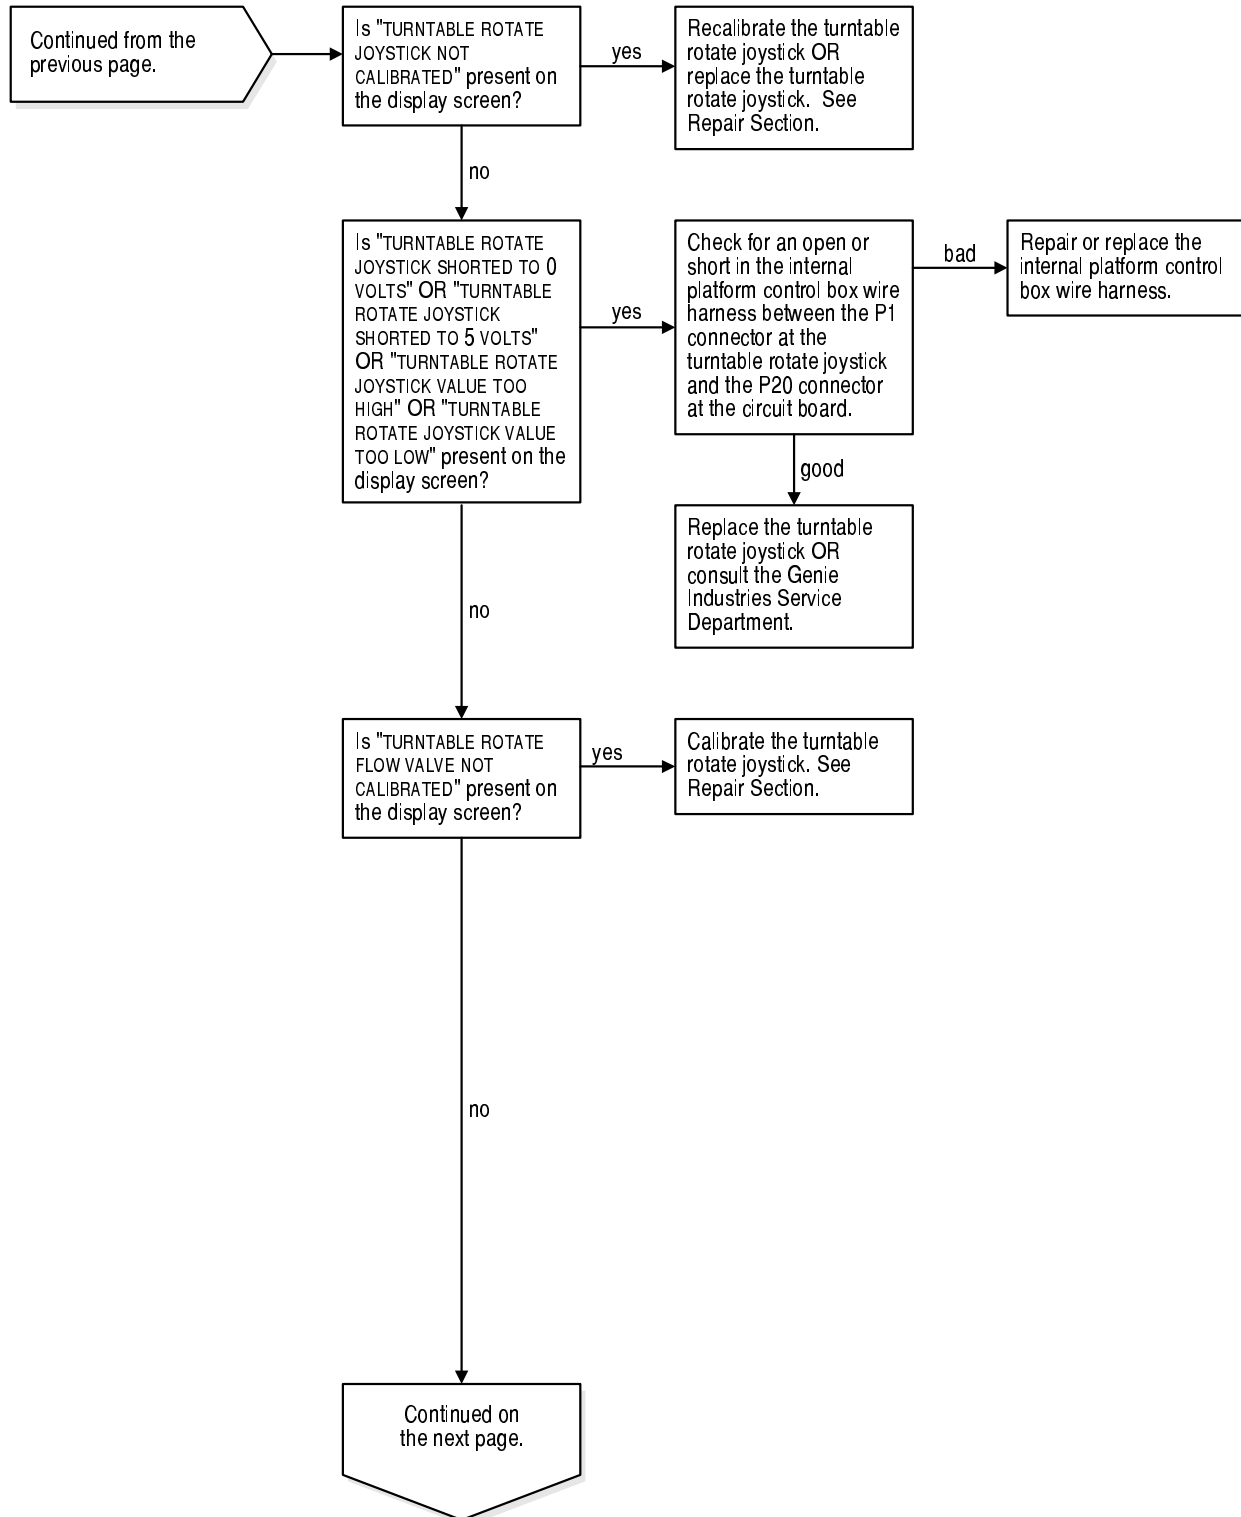 Continued from the
previous page.
Is "TURNTABLE ROTATE
JOYSTICK NOT
CALIBRATED" present on
the display screen?
yes
Recalibrate the turntable
rotate joystick OR
replace the turntable
rotate joystick.  See
Repair Section.
no
Is "TURNTABLE ROTATE
JOYSTICK SHORTED TO 0
VOLTS" OR "TURNTABLE
ROTATE JOYSTICK
SHORTED TO 5 VOLTS"
OR "TURNTABLE ROTATE
JOYSTICK VALUE TOO
HIGH" OR "TURNTABLE
ROTATE JOYSTICK VALUE
TOO LOW" present on the
display screen?
yes
Check for an open or
short in the internal
platform control box wire
harness between the P1
connector at the
turntable rotate joystick
and the P20 connector
at the circuit board.
bad
Repair or replace the
internal platform control
box wire harness.
good
Replace the turntable
rotate joystick OR
consult the Genie
Industries Service
Department.
no
Is "TURNTABLE ROTATE
FLOW VALVE NOT
CALIBRATED" present on
the display screen?
yes
Calibrate the turntable
rotate joystick. See
Repair Section.
no
Continued on
the next page.